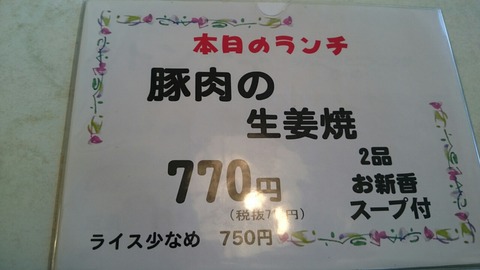 本日のランチ
豚肉の
生姜焼
770円
2品
お新香
スープ付
ライス少なめ 750円